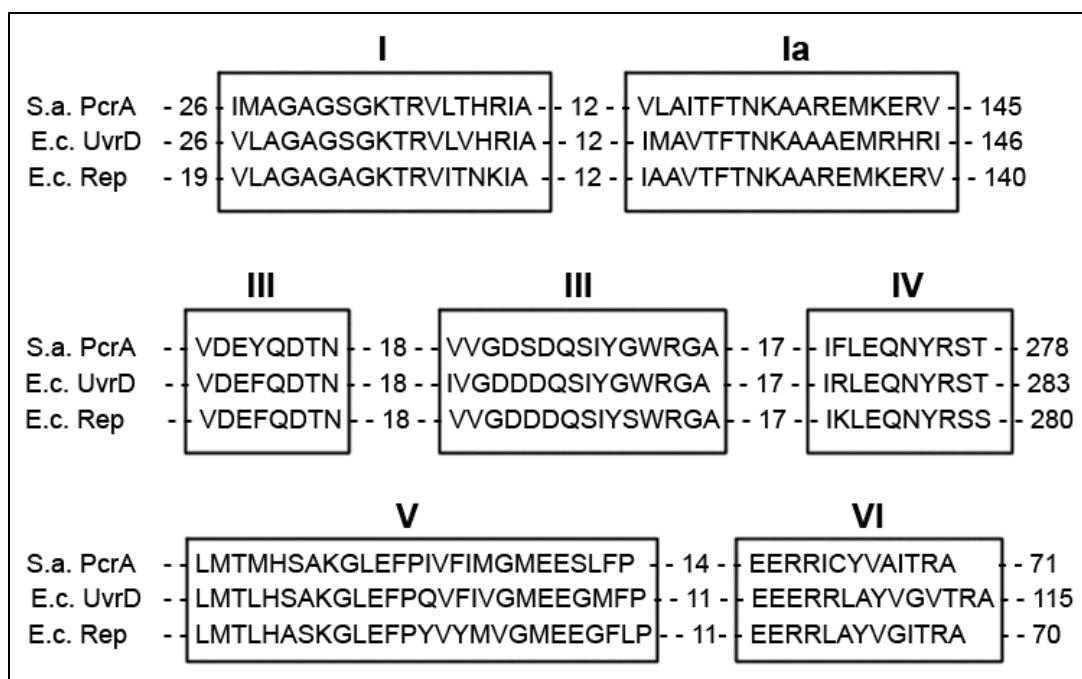 I Ia
S.a. PcrA - 26 IMAGAGSGKTRVLTHRIA - - 12 - - VLAITFTNKAAREMKERV - - 145
E.c. UvrD - 26 VLAGAGSGKTRVLVHRIA - - 12 - - IMAVTFTNKAAAEMRHRI - - 146
E.c. Rep - 19 VLAGAGAGKTRVITNKIA - - 12 - - IAAVTFTNKAAREMKERV - - 140
III III IV
S.a. PcrA - - VDEYQDTN - - 18 - - VVGDSDQSIYGWRGA - - 17 - - IFLEQNYRST - - 278
E.c. UvrD - - VDEFQDTN - - 18 - - IVGDDDQSIYGWRGA - - 17 - - IRLEQNYRST - - 283
E.c. Rep - - VDEFQDTN - - 18 - - VVGDDDQSIYSWRGA - - 17 - - IKLEQNYRSS - - 280
V VI
S.a. PcrA - - LMTMHSAKGLEFPIVFIMGMEESLFP - - 14 - - EERRICYVAITRA - - 71
E.c. UvrD - - LMTLHSAKGLEFPQVFIVGMEEGMFP - - 11 - - EEERRLAYVGVTRA - - 115
E.c. Rep - - LMTLHASKGLEFPYVYMVGMEEGFLP - - 11 - - EERRLAYVGITRA - - 70